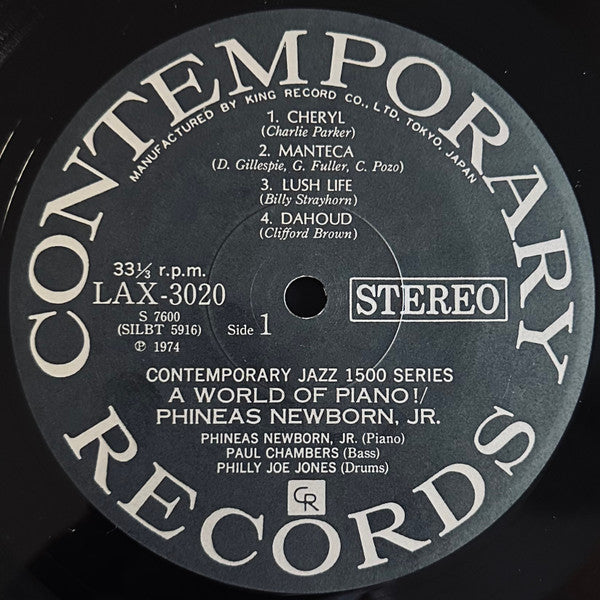 CONTEMPORARY
MANUFACTURED BY KING RECORD CO., LTD. TOKYO, JAPAN
1. CHERYL
(Charlie Parker)
2. MANTECA
(D. Gillespie, G. Fuller, C. Pozo)
3. LUSH LIFE
(Billy Strayhorn)
4. DAHOUD
(Clifford Brown)
33⅓ r.p.m.
LAX-3020
STEREO
S 7600
(SILBT 5916) Side 1
℗ 1974
CONTEMPORARY JAZZ 1500 SERIES
A WORLD OF PIANO!/
PHINEAS NEWBORN, JR.
PHINEAS NEWBORN, JR. (Piano)
PAUL CHAMBERS (Bass)
PHILLY JOE JONES (Drums)
CR
RECORDS